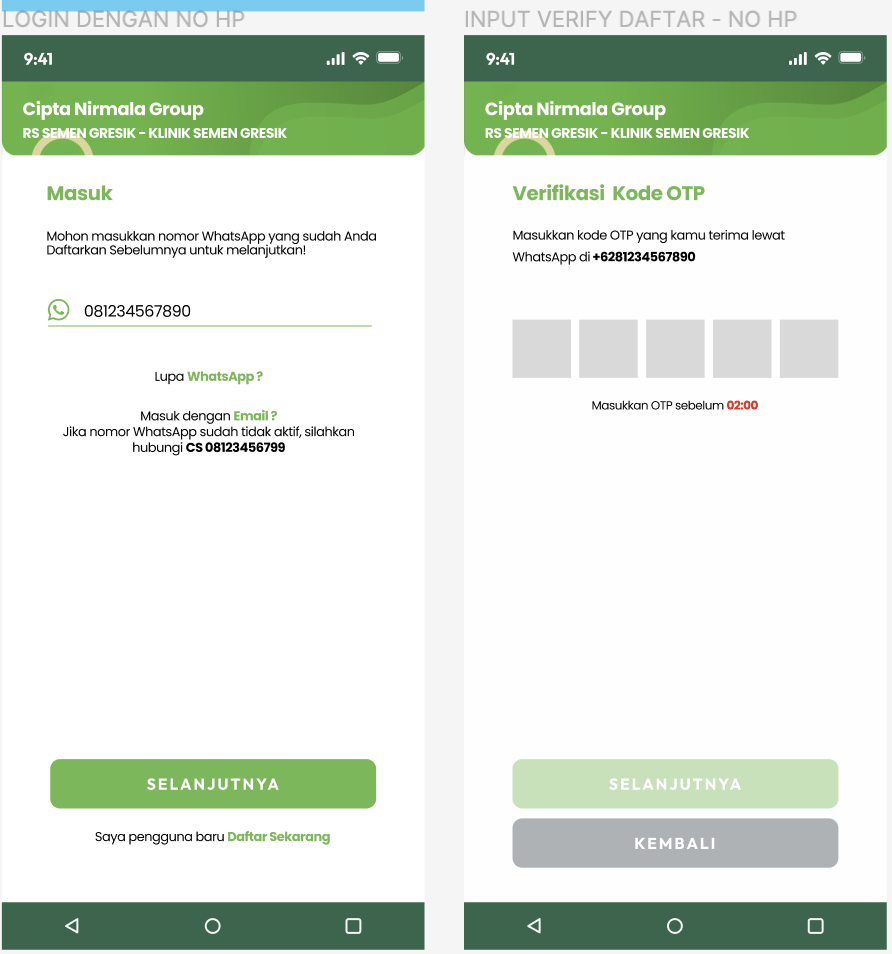 LOGIN DENGAN NO HP
9:41
Cipta Nirmala Group
RS SEMEN GRESIK - KLINIK SEMEN GRESIK
Masuk
Mohon masukkan nomor WhatsApp yang sudah Anda
Daftarkan Sebelumnya untuk melanjutkan!
081234567890
Lupa WhatsApp ?
Masuk dengan Email ?
Jika nomor WhatsApp sudah tidak aktif, silahkan
hubungi CS 08123456799
SELANJUTNYA
Saya pengguna baru Daftar Sekarang
INPUT VERIFY DAFTAR - NO HP
9:41
Cipta Nirmala Group
RS SEMEN GRESIK - KLINIK SEMEN GRESIK
Verifikasi Kode OTP
Masukkan kode OTP yang kamu terima lewat
WhatsApp di +6281234567890
Masukkan OTP sebelum 02:00
SELANJUTNYA
KEMBALI